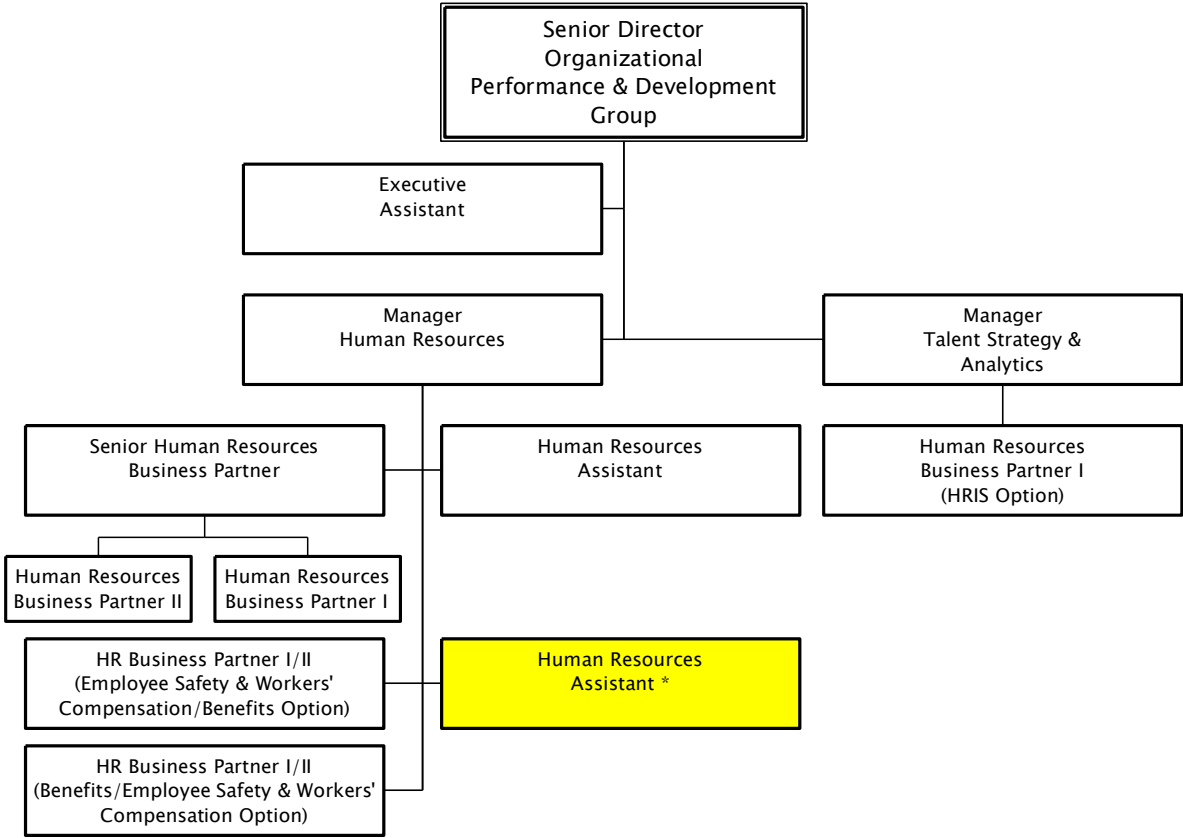 Senior Director
Organizational
Performance & Development
Group
Executive
Assistant
Manager
Human Resources
Manager
Talent Strategy &
Analytics
Senior Human Resources
Business Partner
Human Resources
Assistant
Human Resources
Business Partner I
(HRIS Option)
Human Resources
Business Partner II
Human Resources
Business Partner I
HR Business Partner I/II
(Employee Safety & Workers'
Compensation/Benefits Option)
Human Resources
Assistant *
HR Business Partner I/II
(Benefits/Employee Safety & Workers'
Compensation Option)